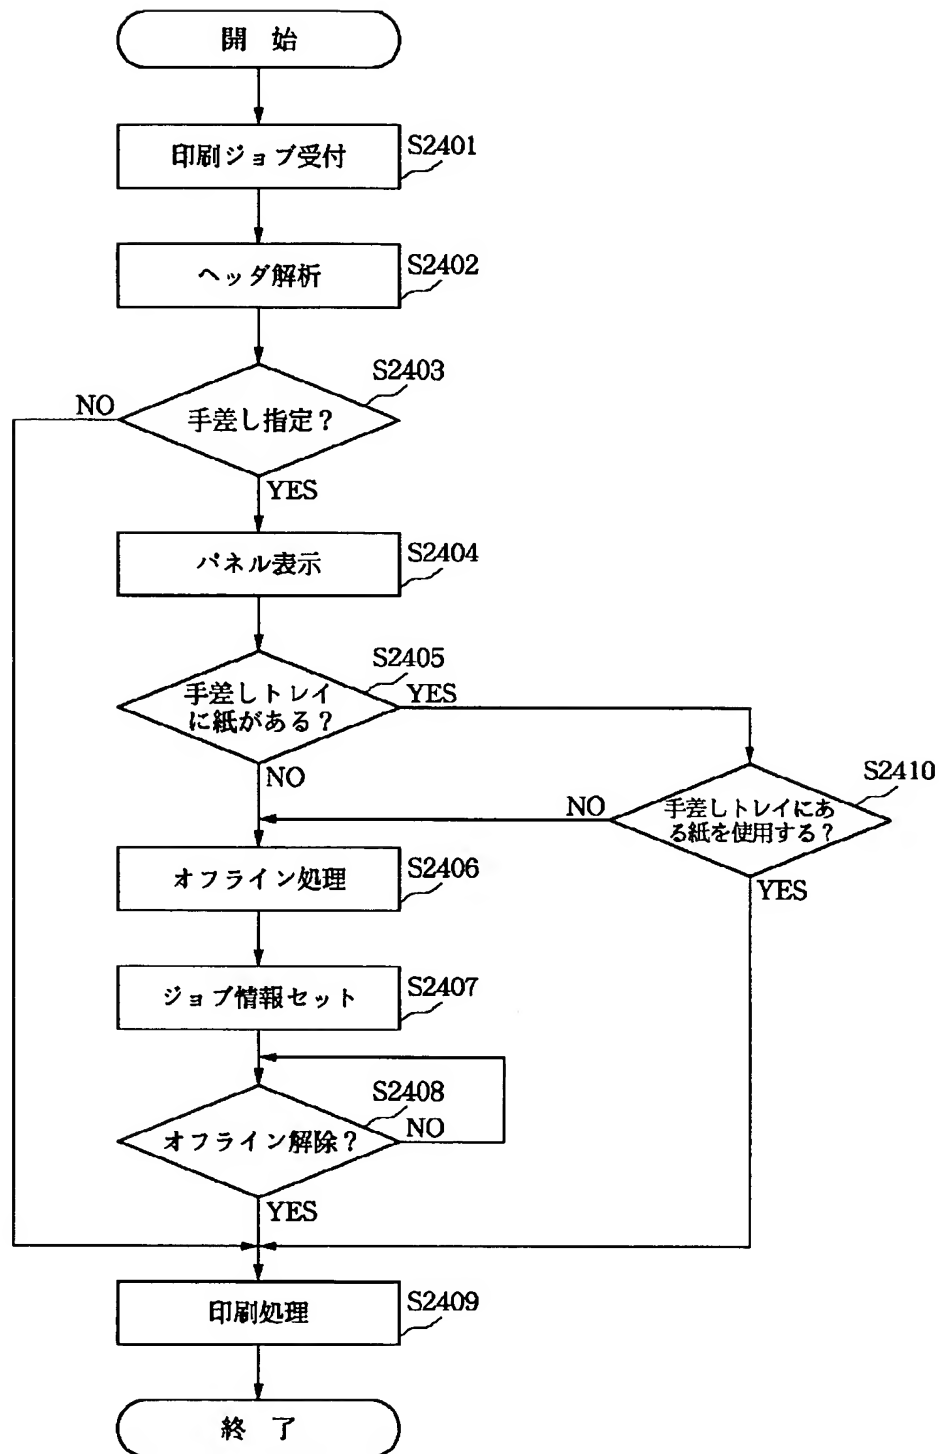 開 始
印刷ジョブ受付
S2401
ヘッダ解析
S2402
手差し指定？
S2403
NO
YES
パネル表示
S2404
手差しトレイ
に紙がある？
S2405
YES
NO
手差しトレイにあ
る紙を使用する？
S2410
NO
YES
オフライン処理
S2406
ジョブ情報セット
S2407
オフライン解除？
S2408
NO
YES
印刷処理
S2409
終 了